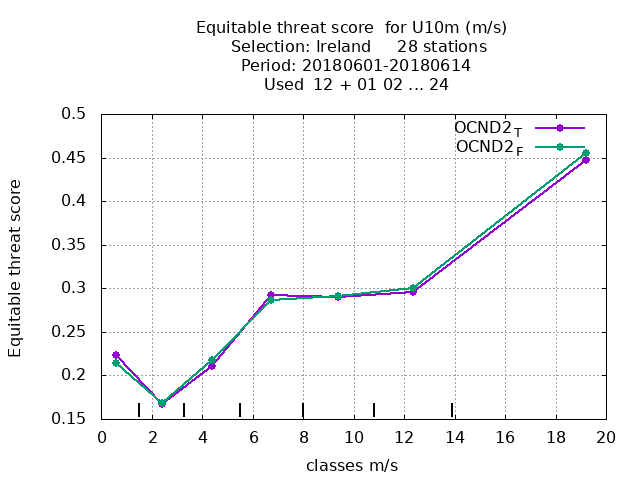 Equitable threat score for U10m (m/s)
Selection: Ireland 28 stations
Period: 20180601-20180614
Used 12 + 01 02 ... 24
OCND2_T
OCND2_F
Equitable threat score
0.5
0.45
0.4
0.35
0.3
0.25
0.2
0.15
0 2 4 6 8 10 12 14 16 18 20
classes m/s